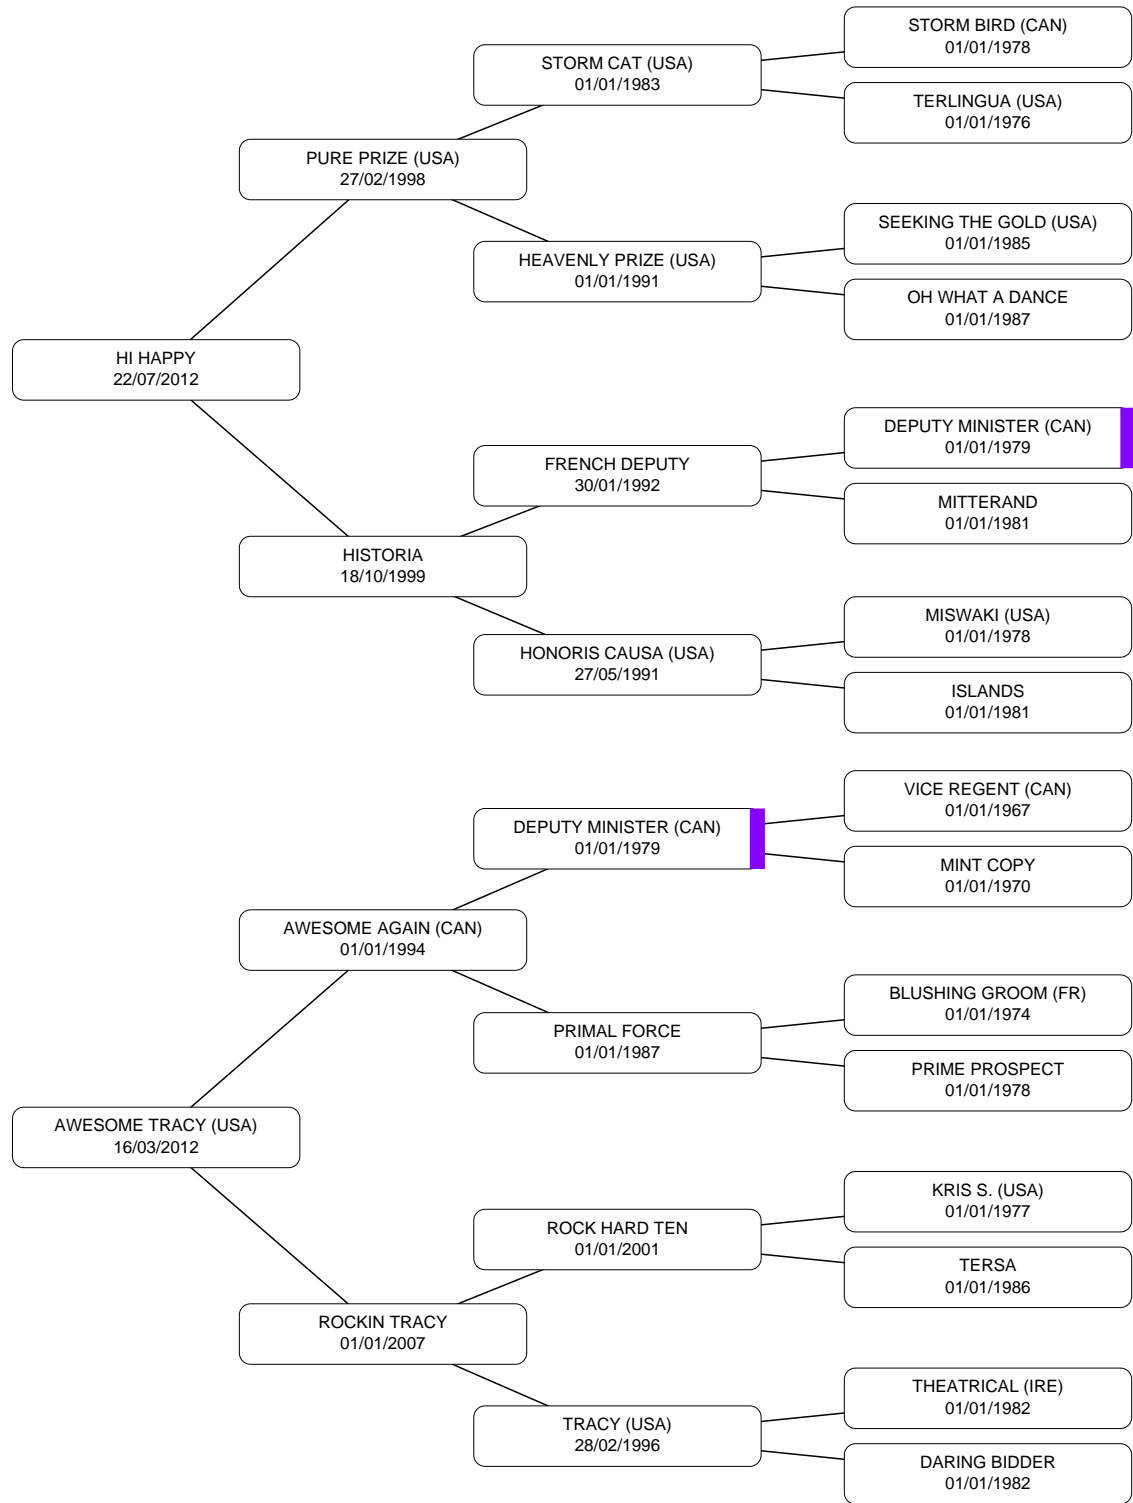 STORM BIRD (CAN)
01/01/1978
STORM CAT (USA)
01/01/1983
TERLINGUA (USA)
01/01/1976
PURE PRIZE (USA)
27/02/1998
SEEKING THE GOLD (USA)
01/01/1985
HEAVENLY PRIZE (USA)
01/01/1991
OH WHAT A DANCE
01/01/1987
HI HAPPY
22/07/2012
DEPUTY MINISTER (CAN)
01/01/1979
FRENCH DEPUTY
30/01/1992
MITTERAND
01/01/1981
HISTORIA
18/10/1999
MISWAKI (USA)
01/01/1978
HONORIS CAUSA (USA)
27/05/1991
ISLANDS
01/01/1981
VICE REGENT (CAN)
01/01/1967
DEPUTY MINISTER (CAN)
01/01/1979
MINT COPY
01/01/1970
AWESOME AGAIN (CAN)
01/01/1994
BLUSHING GROOM (FR)
01/01/1974
PRIMAL FORCE
01/01/1987
PRIME PROSPECT
01/01/1978
AWESOME TRACY (USA)
16/03/2012
KRIS S. (USA)
01/01/1977
ROCK HARD TEN
01/01/2001
TERSA
01/01/1986
ROCKIN TRACY
01/01/2007
THEATRICAL (IRE)
01/01/1982
TRACY (USA)
28/02/1996
DARING BIDDER
01/01/1982